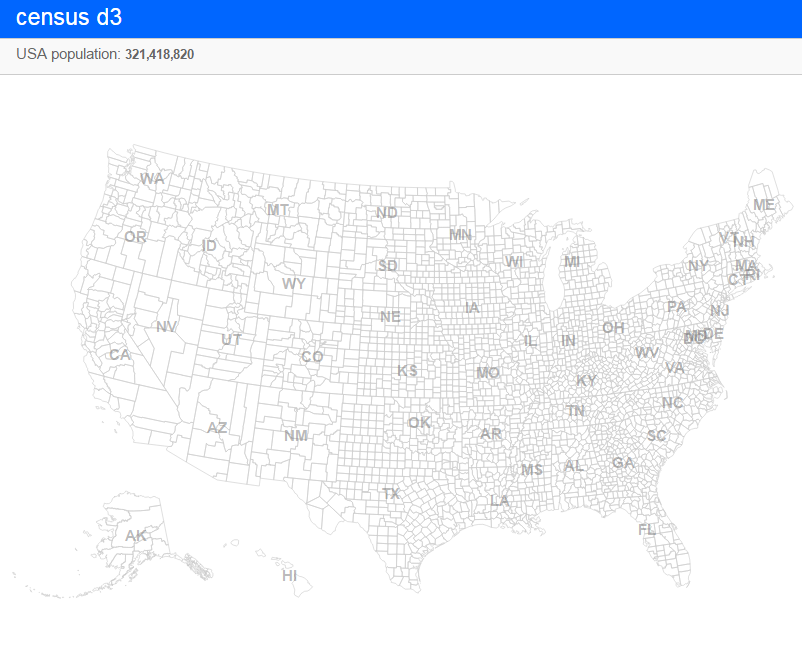 census d3
USA population: 321,418,820
WA
MT
ND
MN
ME
OR
ID
SD
WI
MI
NY
VT
NH
MA
CT
RI
WY
NE
IA
PA
NJ
NV
UT
CO
IL
IN
OH
MD
DE
CA
KS
MO
KY
WV
VA
AZ
NM
OK
AR
TN
NC
SC
TX
LA
MS
AL
GA
FL
AK
HI